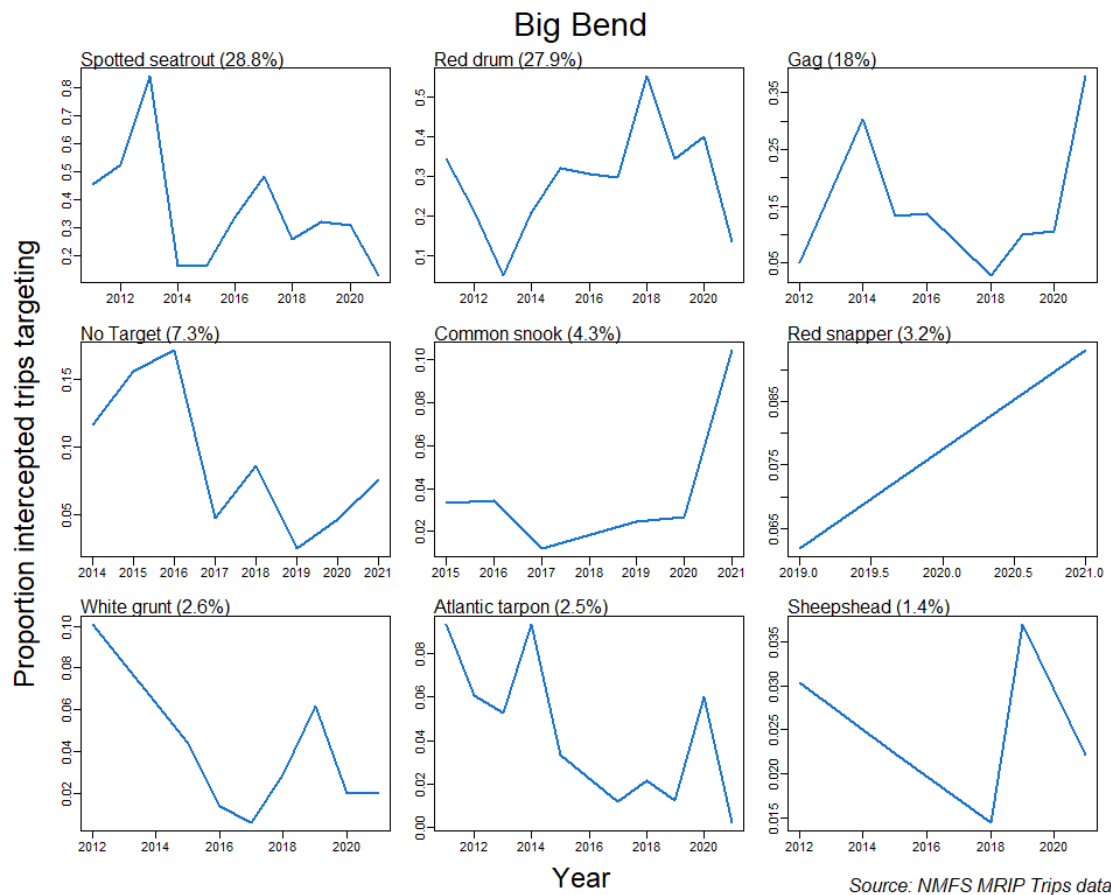 Big Bend
Proportion intercepted trips targeting
Spotted seatrout (28.8%)
0.8
0.7
0.6
0.5
0.4
0.3
0.2
2012 2014 2016 2018 2020
Red drum (27.9%)
0.5
0.4
0.3
0.2
0.1
2012 2014 2016 2018 2020
Gag (18%)
0.35
0.25
0.15
0.05
2012 2014 2016 2018 2020
No Target (7.3%)
0.15
0.10
0.05
2014 2015 2016 2017 2018 2019 2020 2021
Common snook (4.3%)
0.10
0.08
0.06
0.04
0.02
2015 2016 2017 2018 2019 2020 2021
Red snapper (3.2%)
0.085
0.075
0.065
2019.0 2019.5 2020.0 2020.5 2021.0
White grunt (2.6%)
0.10
0.08
0.06
0.04
0.02
2012 2014 2016 2018 2020
Atlantic tarpon (2.5%)
0.08
0.06
0.04
0.02
0.00
2012 2014 2016 2018 2020
Sheepshead (1.4%)
0.035
0.030
0.025
0.020
0.015
2012 2014 2016 2018 2020
Year
Source: NMFS MRIP Trips data